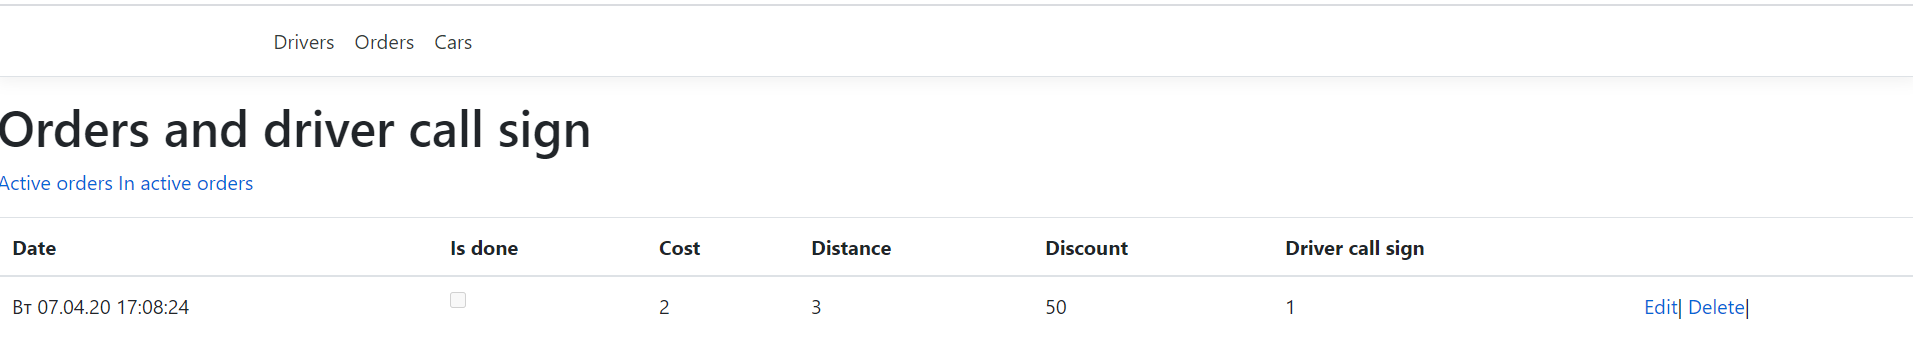 Drivers Orders Cars
Orders and driver call sign
Active orders In active orders
Date Is done Cost Distance Discount Driver call sign
Вт 07.04.20 17:08:24 2 3 50 1 Edit| Delete|